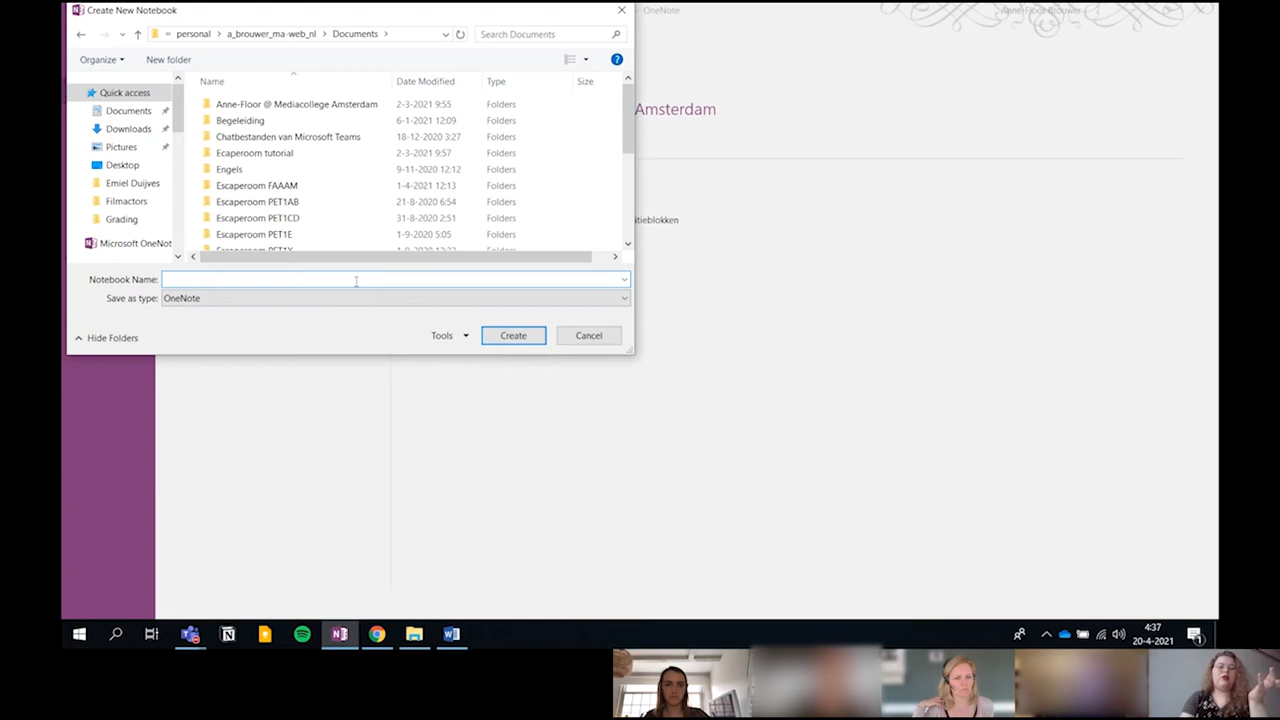 Create New Notebook
OneNote
Anne-Floor Brouwer
« personal › a_brouwer_ma-web_nl › Documents ›
Search Documents
Organize
New folder
Name
Date Modified
Type
Size
Quick access
Documents
Downloads
Pictures
Desktop
Emiel Duijves
Filmactors
Grading
Microsoft OneNot
Anne-Floor @ Mediacollege Amsterdam 2-3-2021 9:55 Folders
Begeleiding 6-1-2021 12:09 Folders
Chatbestanden van Microsoft Teams 18-12-2020 3:27 Folders
Ecaperoom tutorial 2-3-2021 9:57 Folders
Engels 9-11-2020 12:12 Folders
Escaperoom FAAAM 1-4-2021 12:13 Folders
Escaperoom PET1AB 21-8-2020 6:54 Folders
Escaperoom PET1CD 31-8-2020 2:51 Folders
Escaperoom PET1E 1-9-2020 5:05 Folders
Amsterdam
itieblokken
Notebook Name:
Save as type: OneNote
Hide Folders
Tools
Create
Cancel
4:37
20-4-2021
1